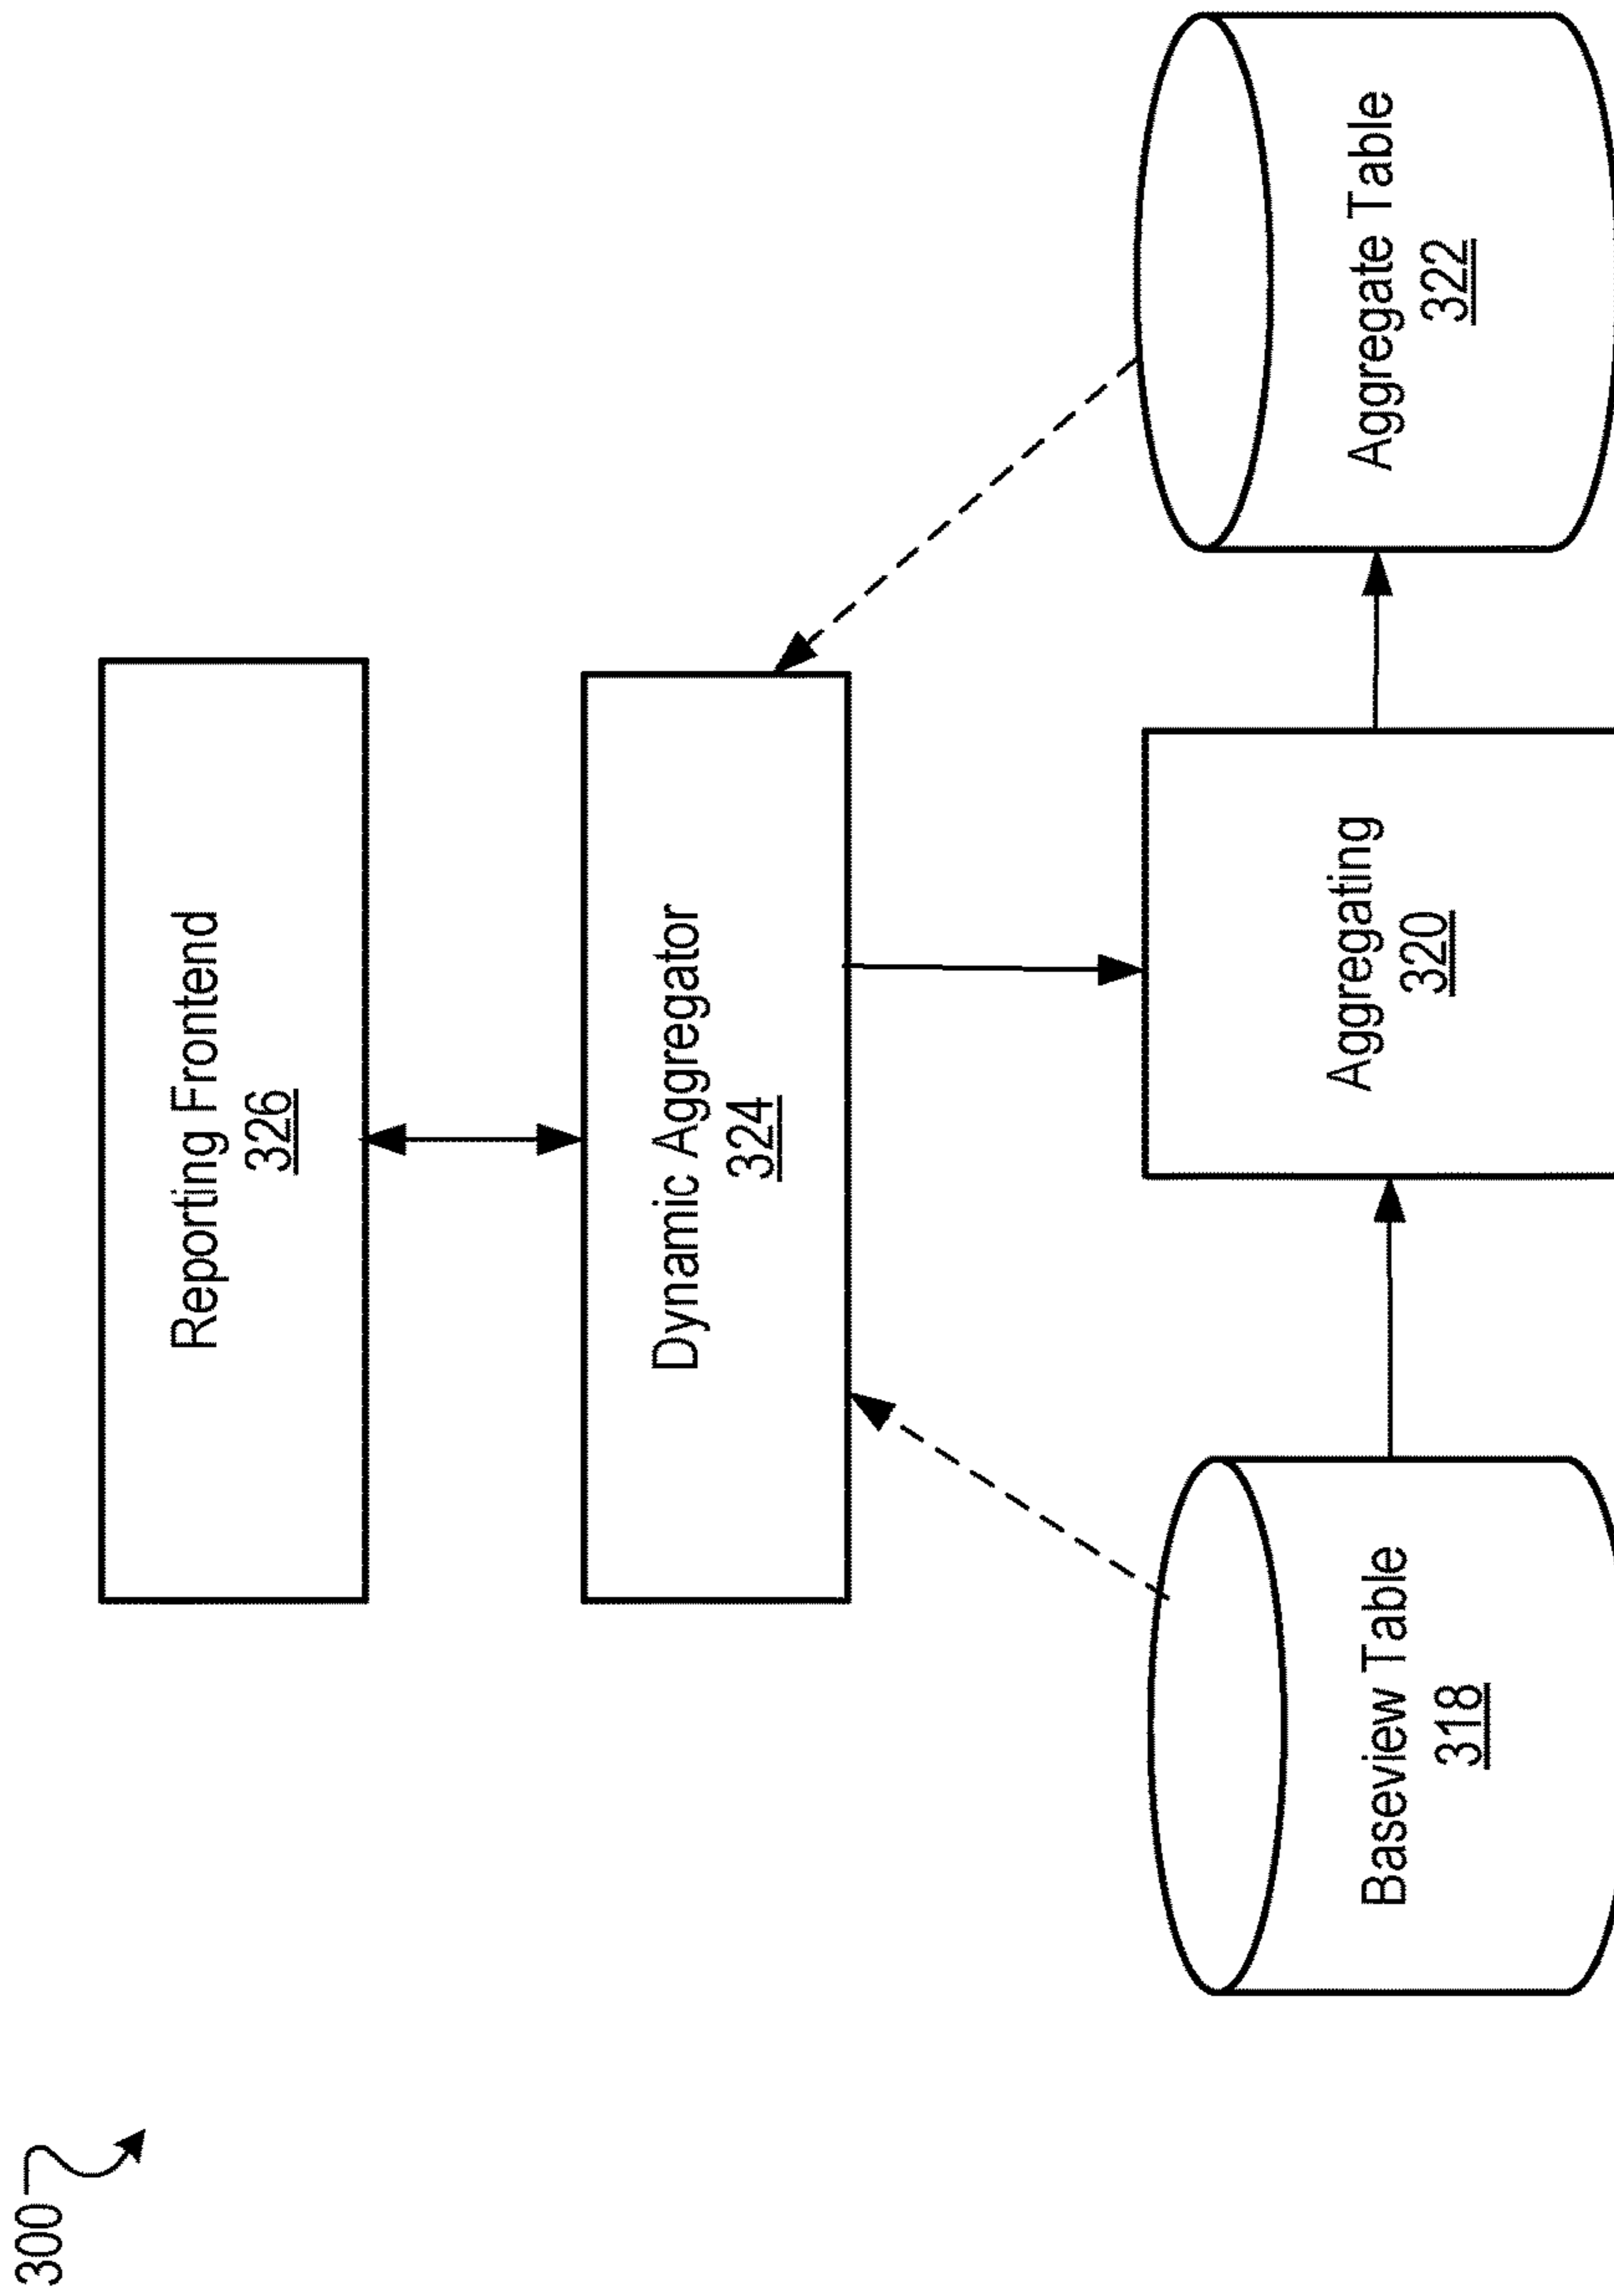 300
Reporting Frontend
326
Dynamic Aggregator
324
Baseview Table
318
Aggregating
320
Aggregate Table
322